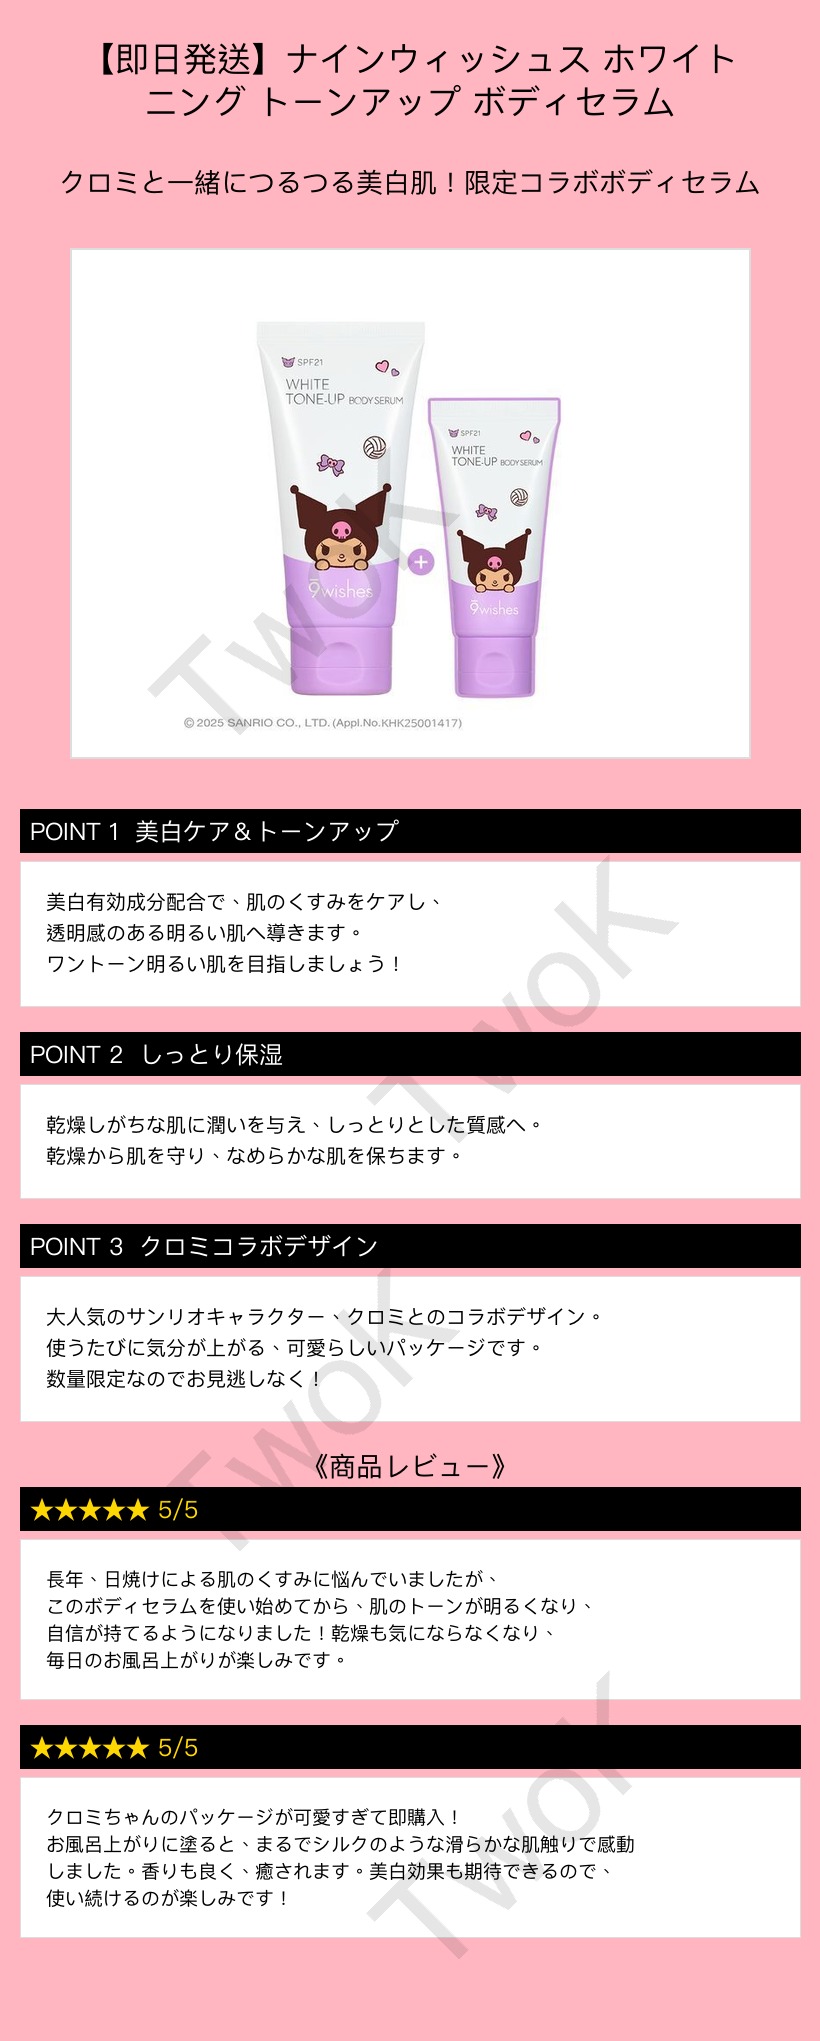 【即日発送】ナインウィッシュス ホワイト
ニング トーンアップ ボディセラム
クロミと一緒につるつる美白肌！限定コラボボディセラム
SPF21
WHITE
TONE-UP BODY SERUM
9wishes
SPF21
WHITE
TONE-UP BODY SERUM
9wishes
+
TwoK
© 2025 SANRIO CO., LTD. (Appl.No.KHK25001417)
POINT 1 美白ケア＆トーンアップ
美白有効成分配合で、肌のくすみをケアし、
透明感のある明るい肌へ導きます。
ワントーン明るい肌を目指しましょう！
TwoK
POINT 2 しっとり保湿
乾燥しがちな肌に潤いを与え、しっとりとした質感へ。
乾燥から肌を守り、なめらかな肌を保ちます。
POINT 3 クロミコラボデザイン
大人気のサンリオキャラクター、クロミとのコラボデザイン。
使うたびに気分が上がる、可愛らしいパッケージです。
数量限定なのでお見逃しなく！
TwoK
《商品レビュー》
★★★★★ 5/5
長年、日焼けによる肌のくすみに悩んでいましたが、
このボディセラムを使い始めてから、肌のトーンが明るくなり、
自信が持てるようになりました！乾燥も気にならなくなり、
毎日のお風呂上がりが楽しみです。
★★★★★ 5/5
クロミちゃんのパッケージが可愛すぎて即購入！
お風呂上がりに塗ると、まるでシルクのような滑らかな肌触りで感動
しました。香りも良く、癒されます。美白効果も期待できるので、
使い続けるのが楽しみです！
TwoK